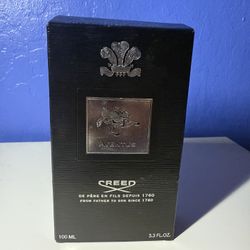 AVENTUS
CREED
DE PÈRE EN FILS DEPUIS 1760
FROM FATHER TO SON SINCE 1760
100 ML
3.3 FL.OZ.